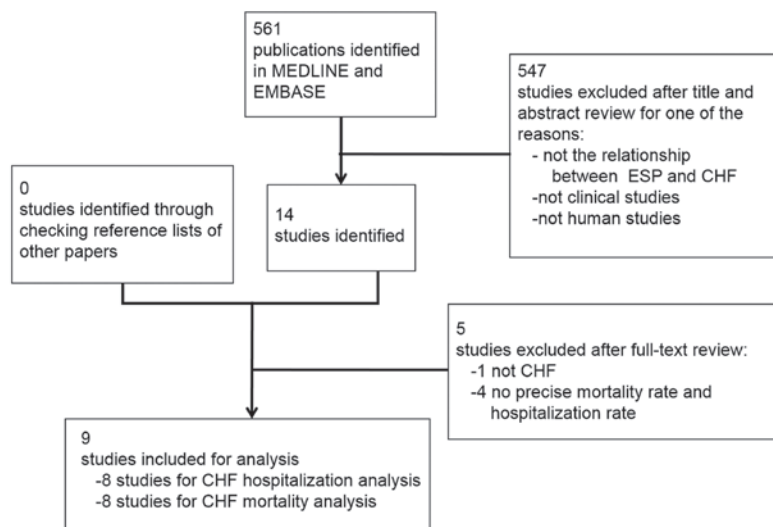 561
publications identified
in MEDLINE and
EMBASE
547
studies excluded after title and
abstract review for one of the
reasons:
- not the relationship
between ESP and CHF
-not clinical studies
-not human studies
0
studies identified through
checking reference lists of
other papers
14
studies identified
5
studies excluded after full-text review:
-1 not CHF
-4 no precise mortality rate and
hospitalization rate
9
studies included for analysis
-8 studies for CHF hospitalization analysis
-8 studies for CHF mortality analysis